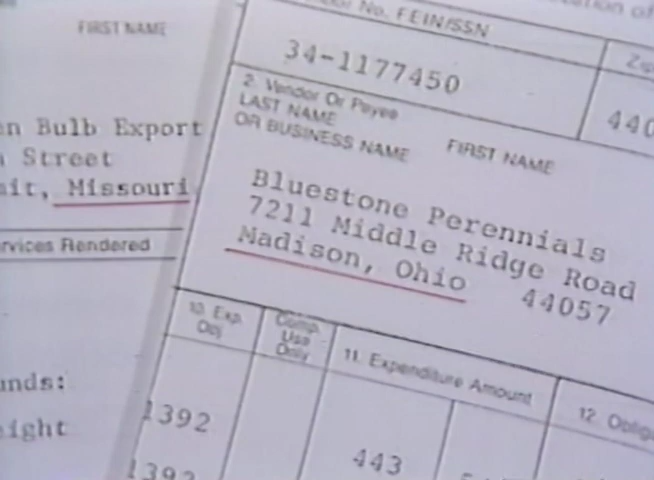 FIRST NAME
n Bulb Export
Street
it, Missouri
rvices Rendered
nds:
eight
No. FEIN/SSN
34-1177450
440
2. Vendor Or Payee
LAST NAME
OR BUSINESS NAME
FIRST NAME
Bluestone Perennials
7211 Middle Ridge Road
Madison, Ohio 44057
10. Exp. Obj
Comp. Use Only
11. Expenditure Amount
12. Oblig
1392
443
1392